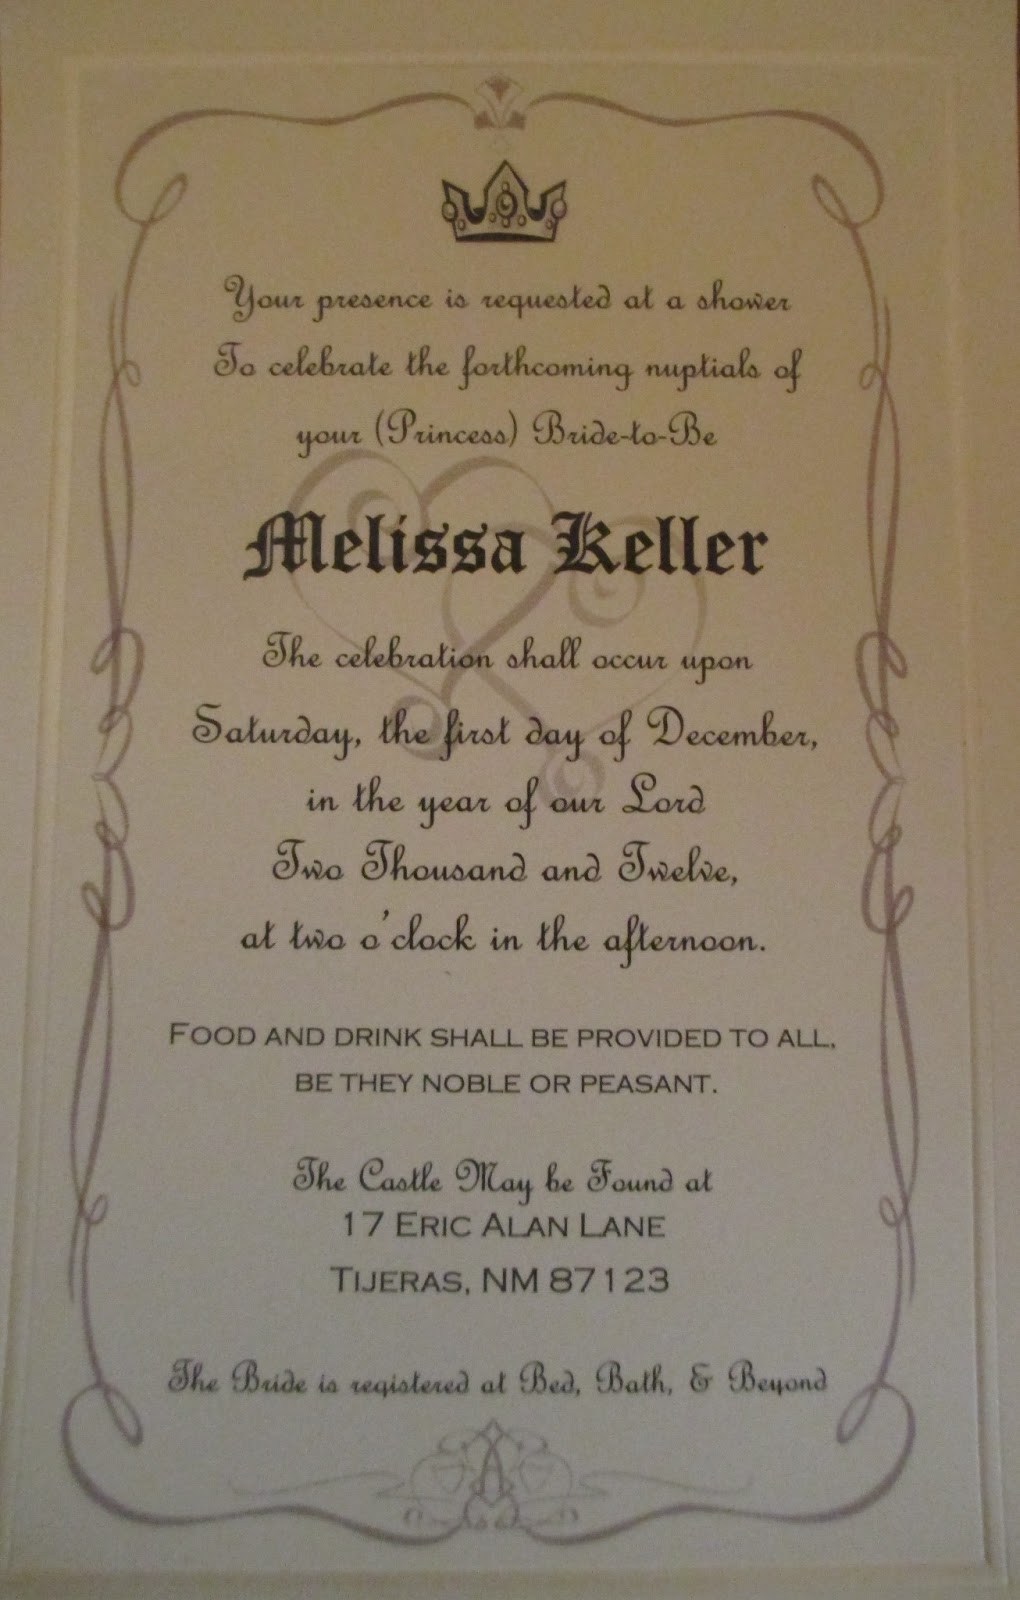 Your presence is requested at a shower
To celebrate the forthcoming nuptials of
your (Princess) Bride-to-Be
Melissa Keller
The celebration shall occur upon
Saturday, the first day of December,
in the year of our Lord
Two Thousand and Twelve,
at two o'clock in the afternoon.
FOOD AND DRINK SHALL BE PROVIDED TO ALL,
BE THEY NOBLE OR PEASANT.
The Castle May be Found at
17 ERIC ALAN LANE
TIJERAS, NM 87123
The Bride is registered at Bed, Bath, & Beyond